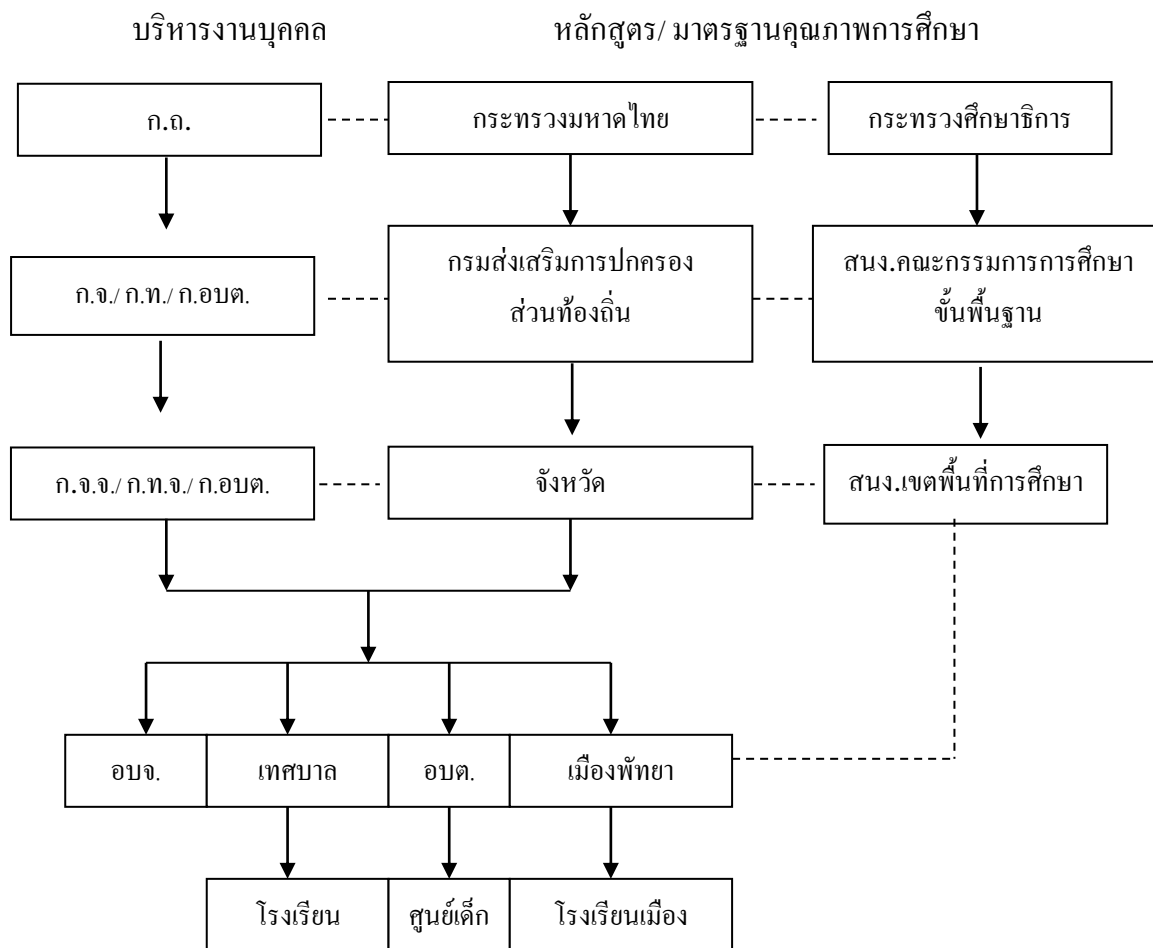 บริหารงานบุคคล
หลักสูตร/ มาตรฐานคุณภาพการศึกษา
ก.ถ.
กระทรวงมหาดไทย
กระทรวงศึกษาธิการ
ก.จ./ ก.ท./ ก.อบต.
กรมส่งเสริมการปกครอง
ส่วนท้องถิ่น
สนง.คณะกรรมการการศึกษา
ขั้นพื้นฐาน
ก.จ.จ./ ก.ท.จ./ ก.อบต.
จังหวัด
สนง.เขตพื้นที่การศึกษา
อบจ.
เทศบาล
อบต.
เมืองพัทยา
โรงเรียน
ศูนย์เด็ก
โรงเรียนเมือง